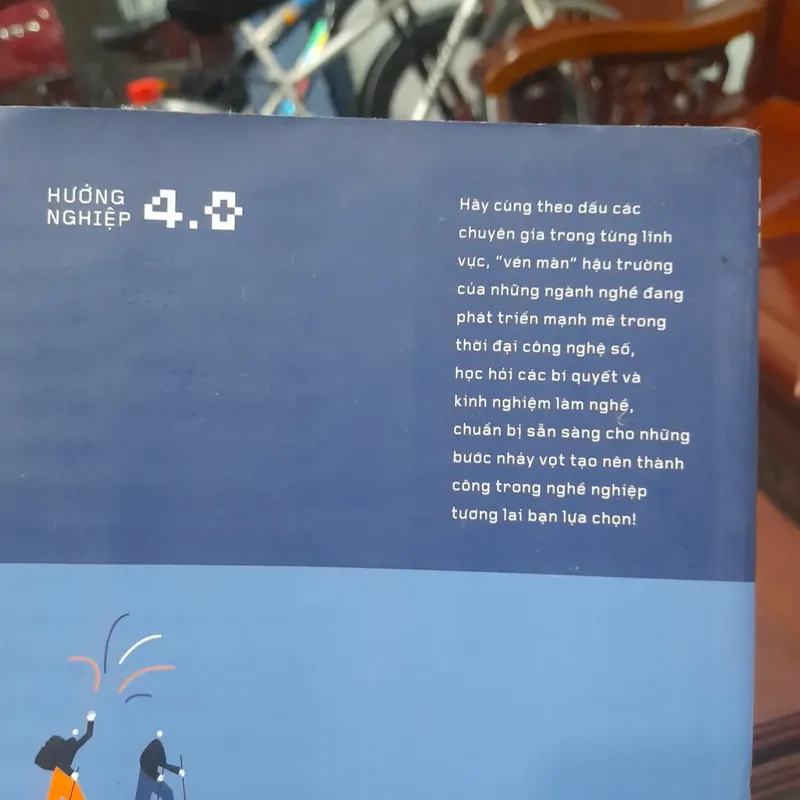 HƯỚNG
NGHIỆP 4.0
Hãy cùng theo dấu các
chuyên gia trong từng lĩnh
vực, “vén màn” hậu trường
của những ngành nghề đang
phát triển mạnh mẽ trong
thời đại công nghệ số,
học hỏi các bí quyết và
kinh nghiệm làm nghề,
chuẩn bị sẵn sàng cho những
bước nhảy vọt tạo nên thành
công trong nghề nghiệp
tương lai bạn lựa chọn!